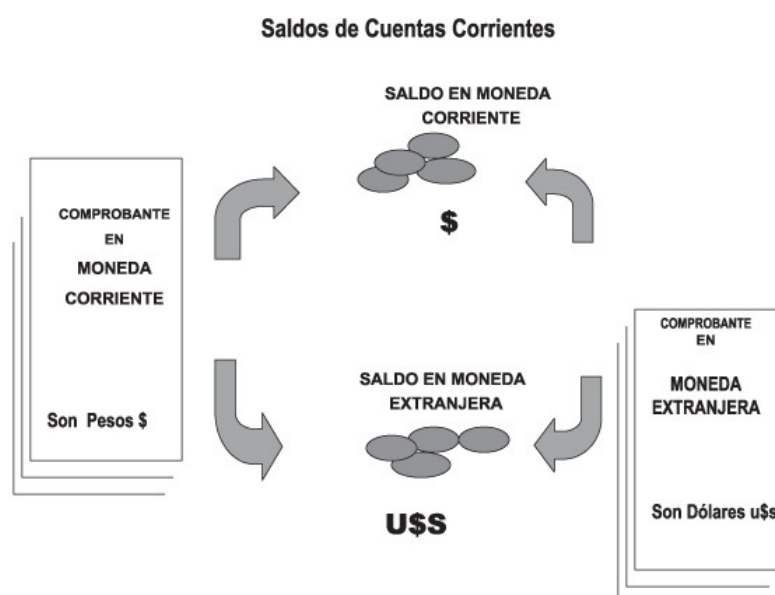 Saldos de Cuentas Corrientes
SALDO EN MONEDA
CORRIENTE
$
COMPROBANTE
EN
MONEDA
CORRIENTE
Son Pesos $
SALDO EN MONEDA
EXTRANJERA
U$S
COMPROBANTE
EN
MONEDA
EXTRANJERA
Son Dólares u$s